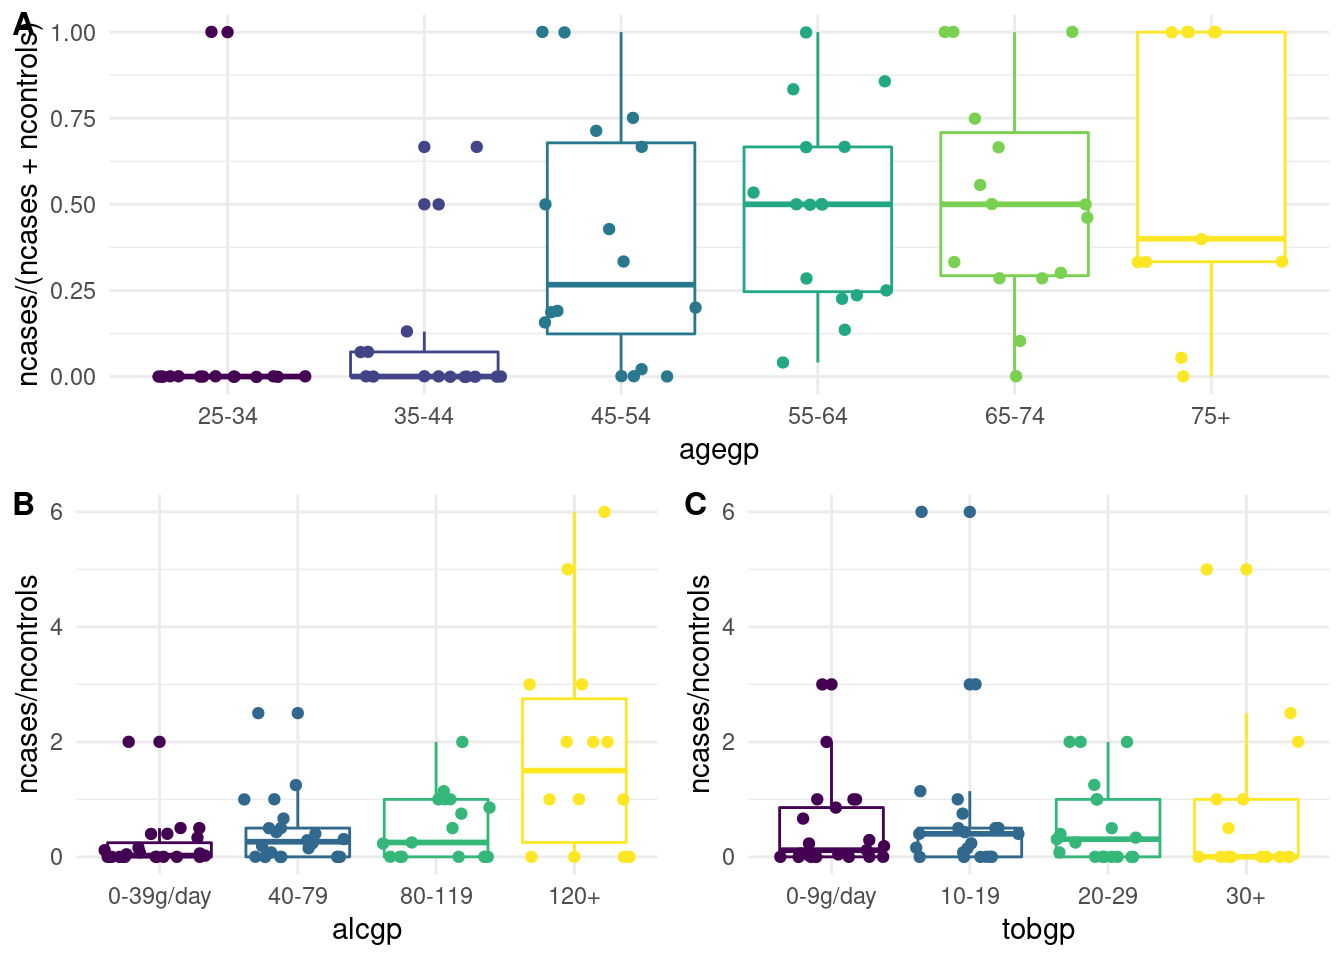 A
ncases/(ncases + ncontrols)
1.00
0.75
0.50
0.25
0.00
25-34 35-44 45-54 55-64 65-74 75+
agegp
B
ncases/ncontrols
6
4
2
0
0-39g/day 40-79 80-119 120+
alcgp
C
ncases/ncontrols
6
4
2
0
0-9g/day 10-19 20-29 30+
tobgp